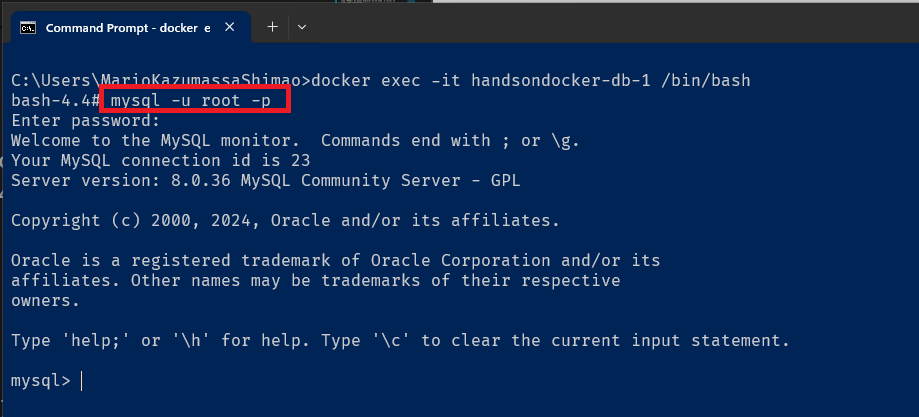 Command Prompt - docker e
C:\Users\MarioKazumassaShimao>docker exec -it handsondocker-db-1 /bin/bash
bash-4.4# mysql -u root -p
Enter password:
Welcome to the MySQL monitor.  Commands end with ; or \g.
Your MySQL connection id is 23
Server version: 8.0.36 MySQL Community Server - GPL
Copyright (c) 2000, 2024, Oracle and/or its affiliates.
Oracle is a registered trademark of Oracle Corporation and/or its
affiliates. Other names may be trademarks of their respective
owners.
Type 'help;' or '\h' for help. Type '\c' to clear the current input statement.
mysql>